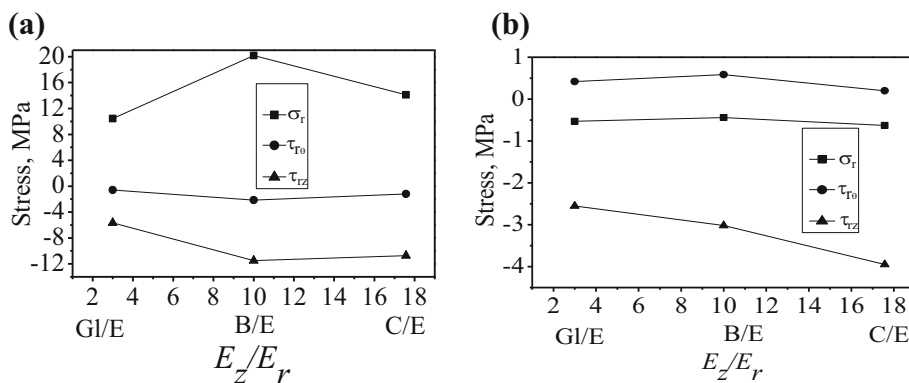 (a)
20
16
12
8
4
0
-4
-8
-12
Stress, MPa
σr
τrθ
τrz
2 4 6 8 10 12 14 16 18
Gl/E B/E C/E
Ez/Er
(b)
1
0
-1
-2
-3
-4
Stress, MPa
σr
τrθ
τrz
2 4 6 8 10 12 14 16 18
Gl/E B/E C/E
Ez/Er